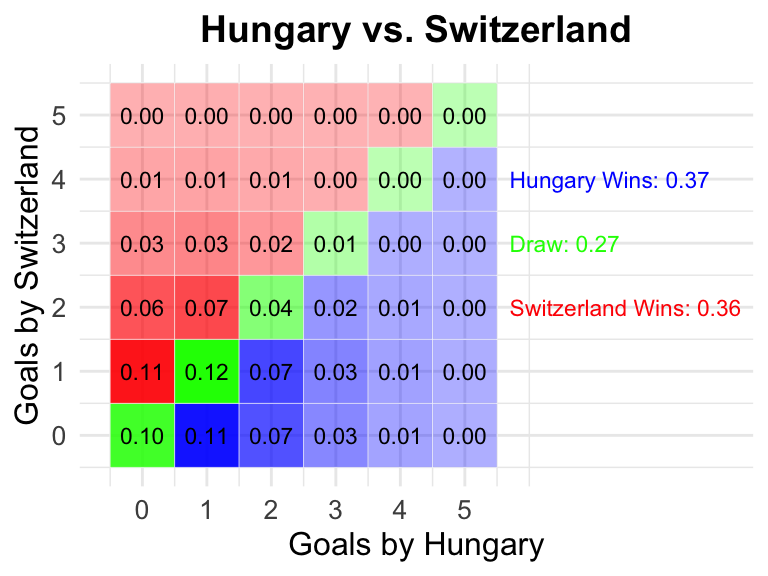 Hungary vs. Switzerland
Goals by Switzerland
5 0.00 0.00 0.00 0.00 0.00 0.00
4 0.01 0.01 0.01 0.00 0.00 0.00 Hungary Wins: 0.37
3 0.03 0.03 0.02 0.01 0.00 0.00 Draw: 0.27
2 0.06 0.07 0.04 0.02 0.01 0.00 Switzerland Wins: 0.36
1 0.11 0.12 0.07 0.03 0.01 0.00
0 0.10 0.11 0.07 0.03 0.01 0.00
0 1 2 3 4 5
Goals by Hungary